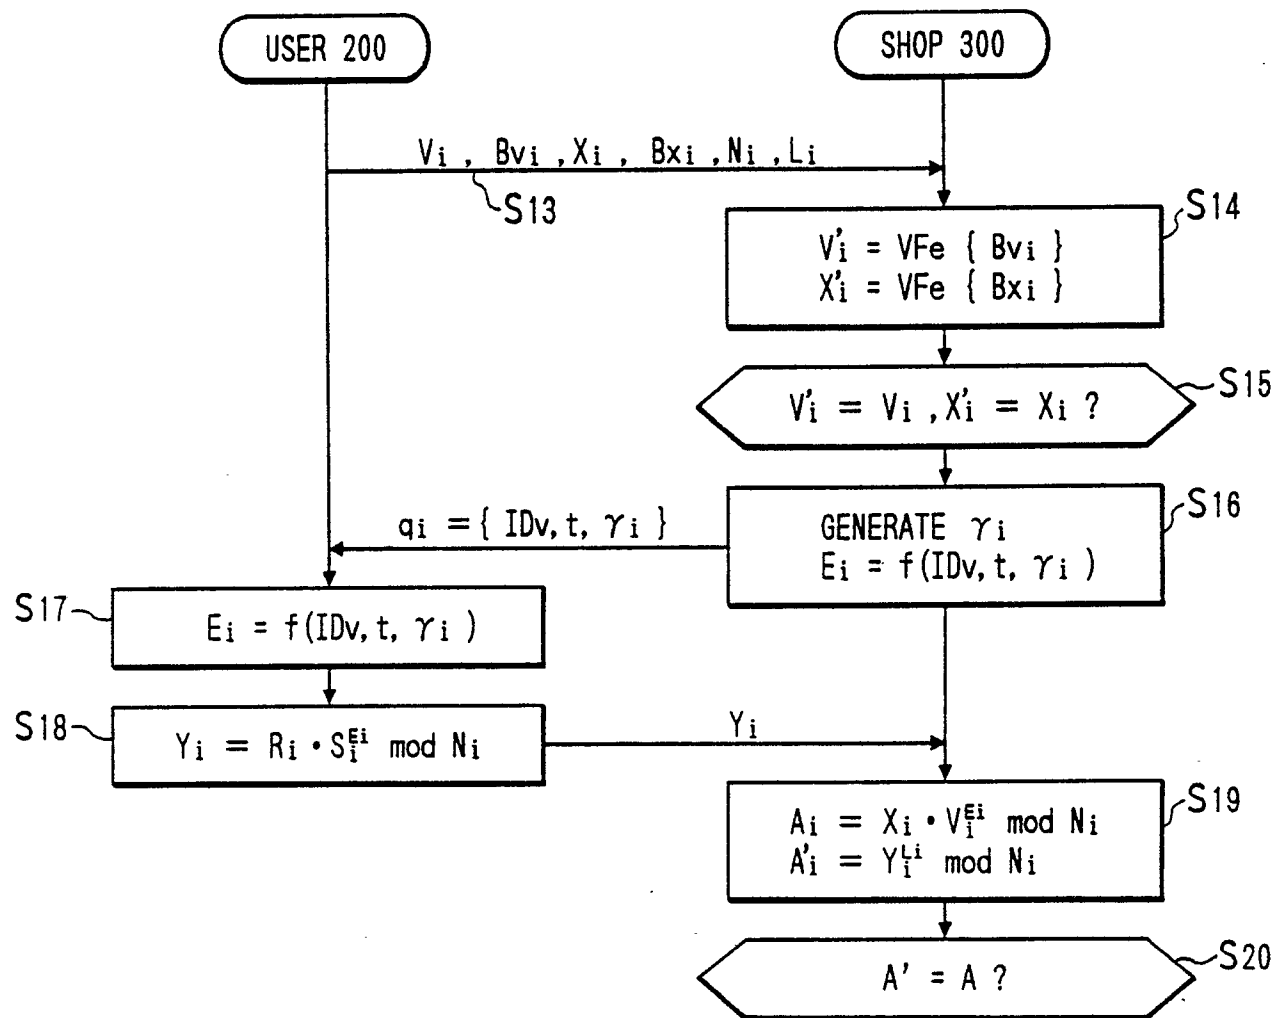 USER 200
SHOP 300
Vi , Bvi , Xi , Bxi , Ni , Li
S13
S14
V'i = VFe { Bvi }
X'i = VFe { Bxi }
S15
V'i = Vi , X'i = Xi ?
S16
qi = { IDv, t, γi }
GENERATE γi
Ei = f(IDv, t, γi )
S17
Ei = f(IDv, t, γi )
S18
Yi = Ri · Si^Ei mod Ni
Yi
S19
Ai = Xi · Vi^Ei mod Ni
A'i = Yi^Li mod Ni
S20
A' = A ?